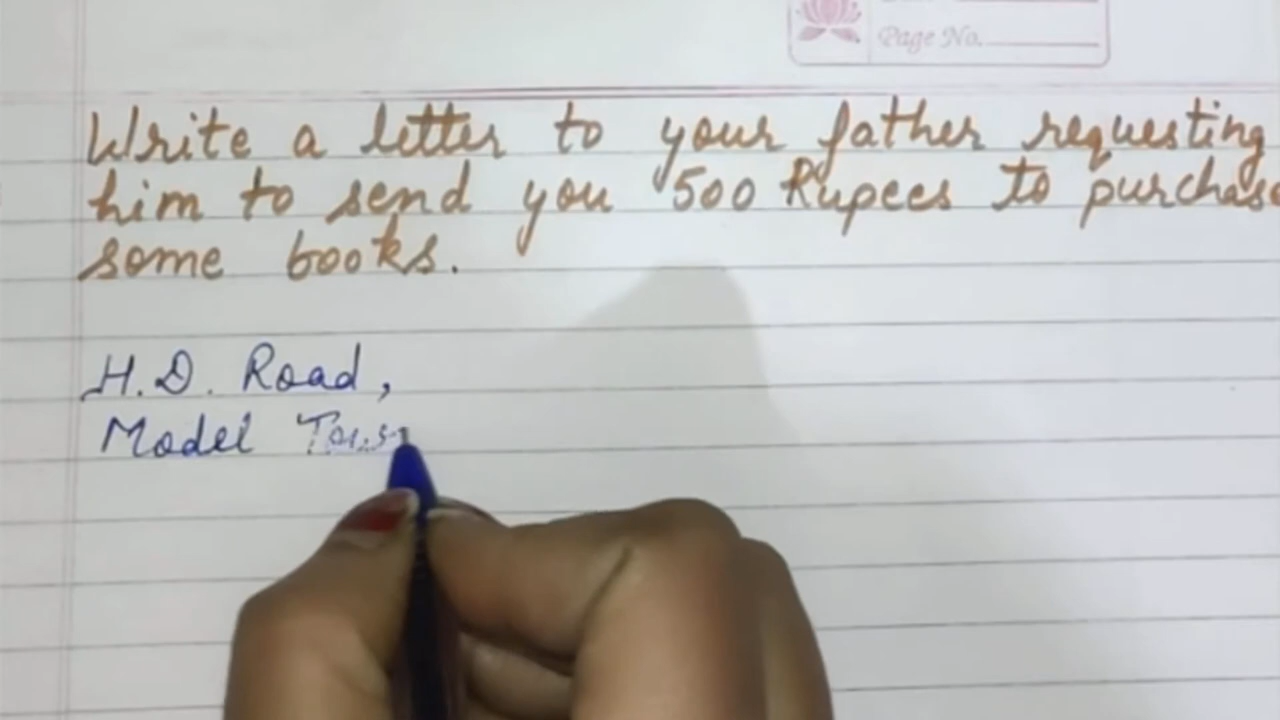 Page No.
Write a letter to your father requesting
him to send you 500 Rupees to purchase
some books.
H.D. Road,
Model